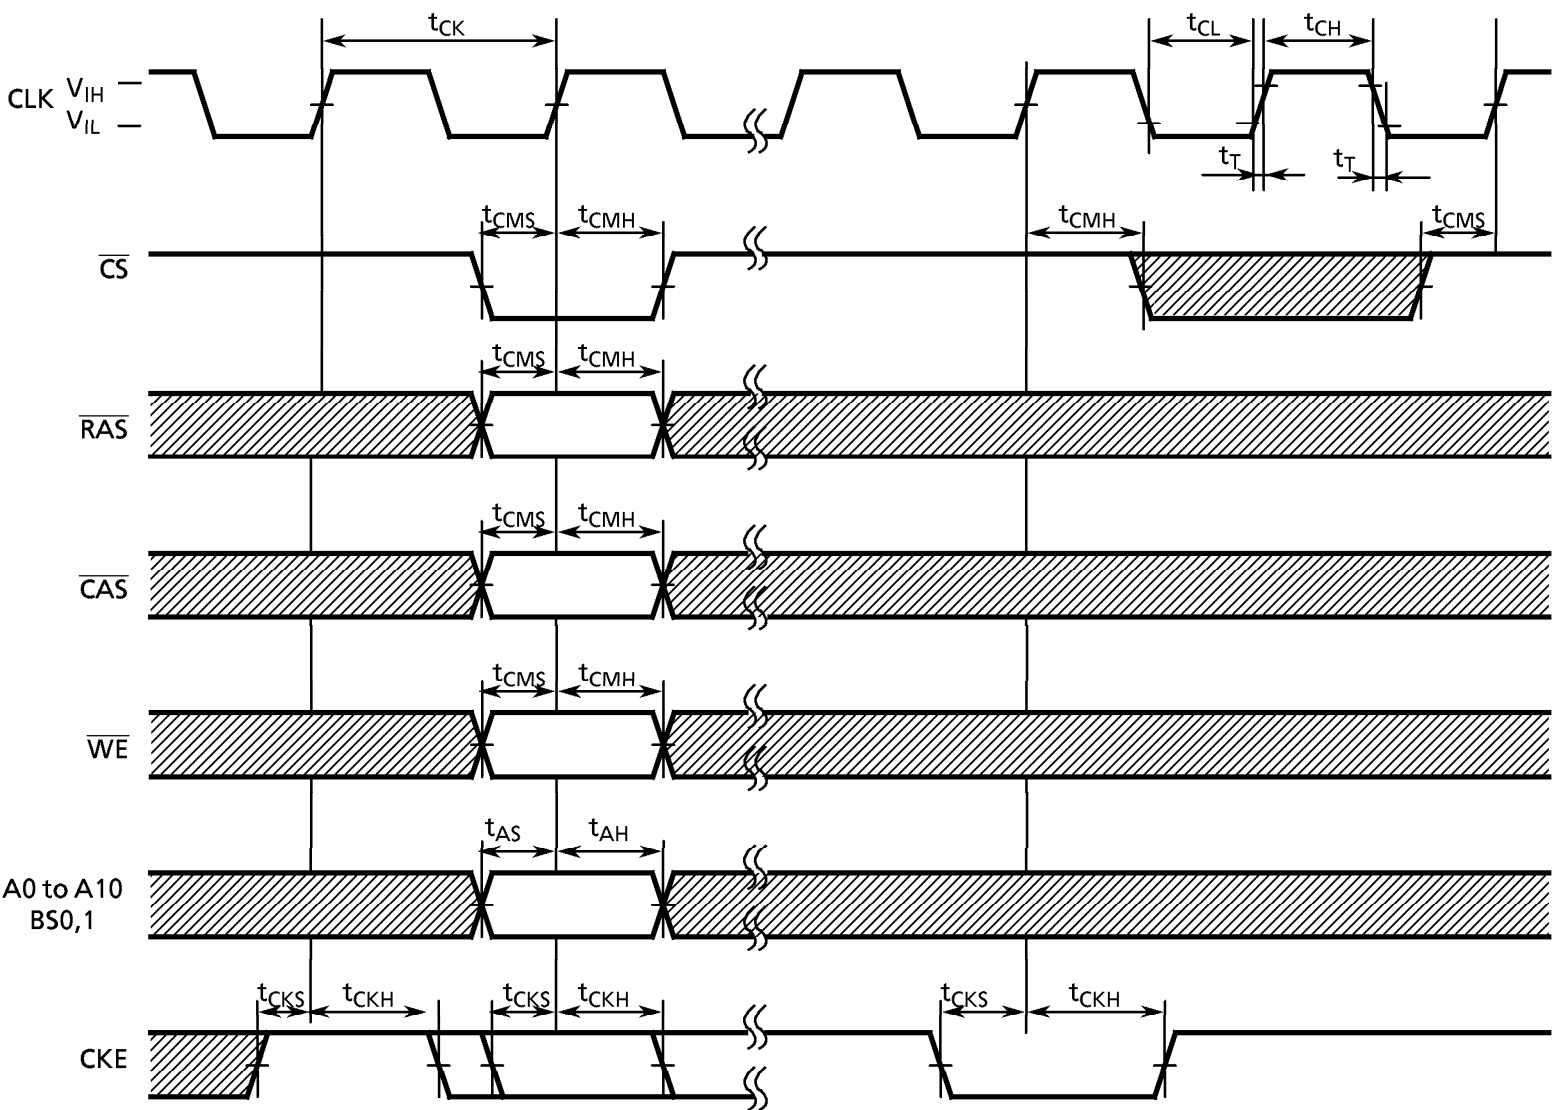 tCK tCL tCH
CLK VIH
VIL
tT tT
tCMS tCMH tCMH tCMS
CS
tCMS tCMH
RAS
tCMS tCMH
CAS
tCMS tCMH
WE
tAS tAH
A0 to A10
BS0,1
tCKS tCKH tCKS tCKH tCKS tCKH
CKE